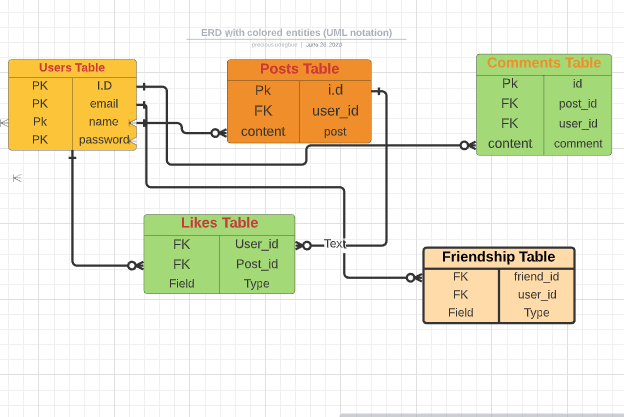 ERD with colored entities (UML notation)
precious udegbue | June 26, 2020
Users Table
PK I.D
PK email
Pk name
PK password
Posts Table
Pk i.d
FK user_id
content post
Comments Table
Pk id
FK post_id
FK user_id
content comment
Likes Table
FK User_id
FK Post_id
Field Type
Text
Friendship Table
FK friend_id
FK user_id
Field Type